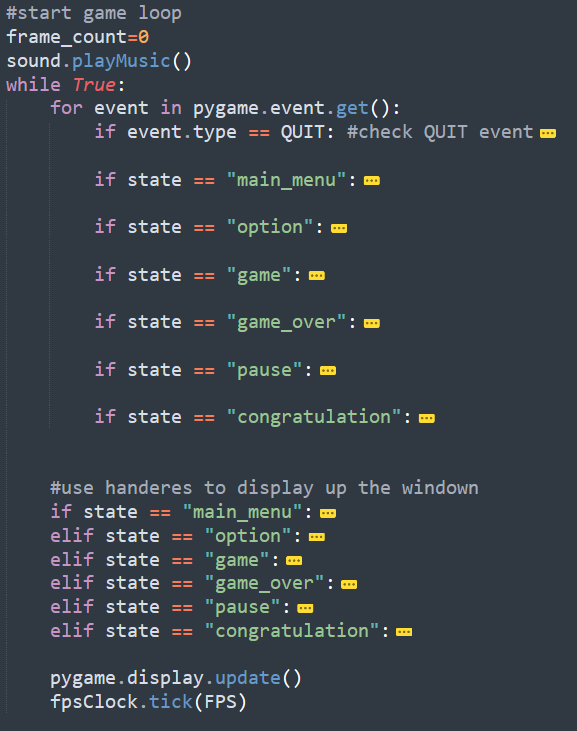 #start game loop
frame_count=0
sound.playMusic()
while True:
for event in pygame.event.get():
if event.type == QUIT: #check QUIT event
if state == "main_menu":
if state == "option":
if state == "game":
if state == "game_over":
if state == "pause":
if state == "congratulation":
#use handeres to display up the windown
if state == "main_menu":
elif state == "option":
elif state == "game":
elif state == "game_over":
elif state == "pause":
elif state == "congratulation":
pygame.display.update()
fpsClock.tick(FPS)